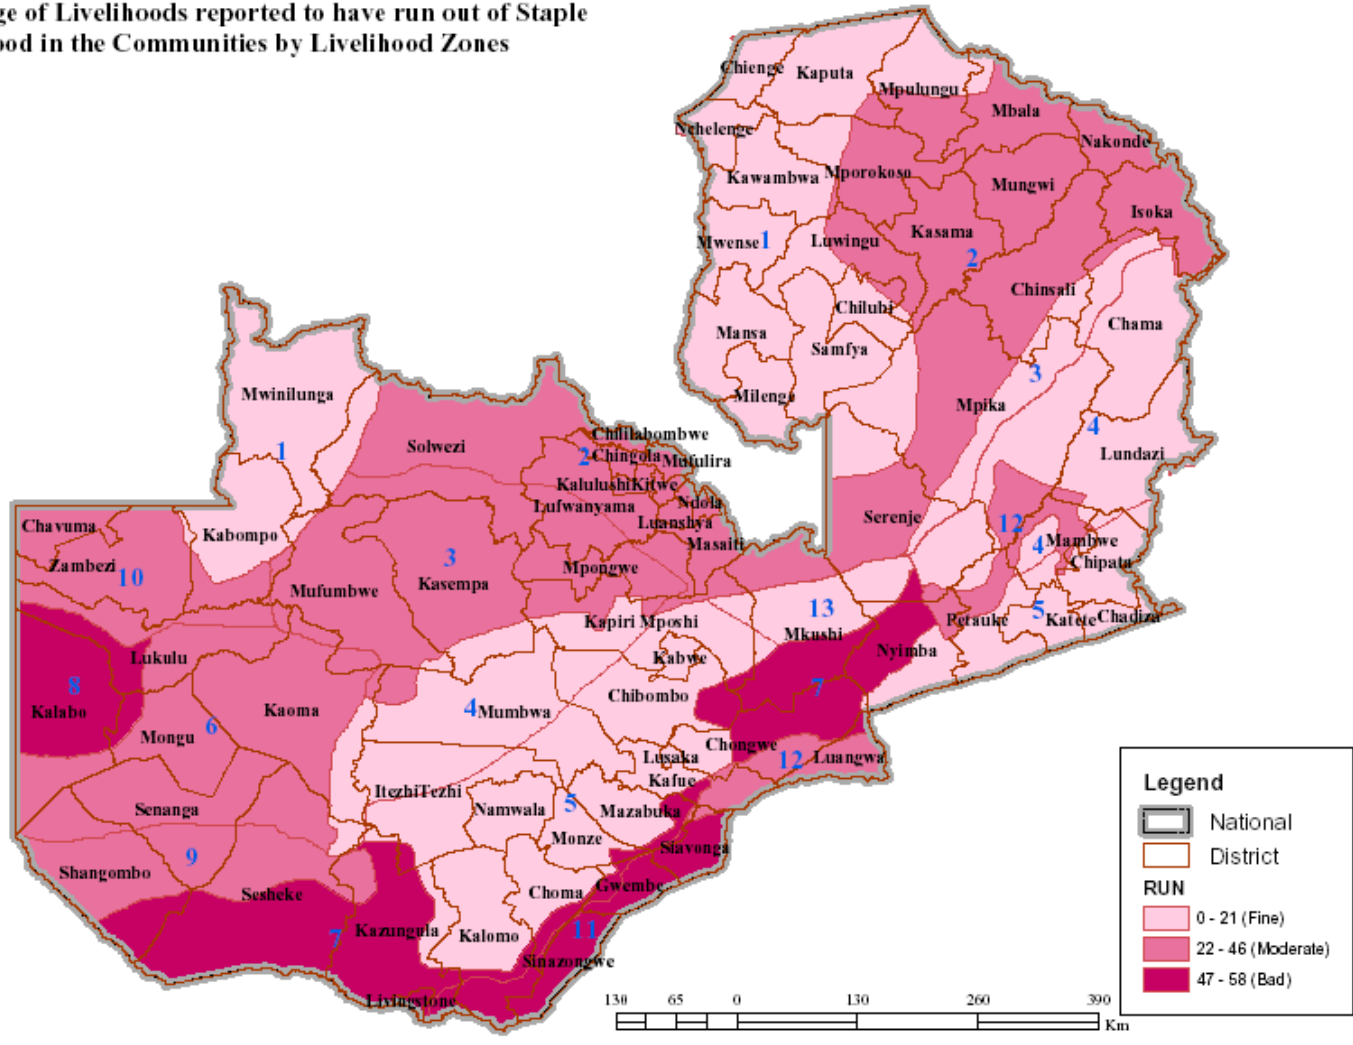 ge of Livelihoods reported to have run out of Staple
ood in the Communities by Livelihood Zones
Chienge
Kaputa
Mpulungu
Mbala
Nchelenge
Nakonde
Kawambwa
Mporokoso
Mungwi
Isoka
Mwense
1
Luwingu
Kasama
2
Chinsali
Chilubi
Mansa
Samfya
Chama
3
Milenge
Mpika
4
Lundazi
Mwinilunga
1
Solwezi
Chililabombwe
2
Chingola
Mufulira
Kalulushi
Kitwe
Lufwanyama
Ndola
Luanshya
Masaiti
Serenje
12
4
Mambwe
Chipata
Chavuma
Kabompo
Zambezi
10
Mufumbwe
3
Kasempa
Mpongwe
13
Mkushi
Petauke
5
Katete
Chadiza
Kapiri Mposhi
Kabwe
Nyimba
Lukulu
8
Kalabo
6
Mongu
Kaoma
4
Mumbwa
Chibombo
7
Chongwe
Lusaka
12
Luangwa
Kafue
ItezhiTezhi
Namwala
5
Mazabuka
Monze
Senanga
9
Shangombo
Sesheke
Siavonga
Choma
Gwembe
7
Kazungula
Kalomo
11
Sinazongwe
Livingstone
130 65 0 130 260 390
Km
Legend
National
District
RUN
0 - 21 (Fine)
22 - 46 (Moderate)
47 - 58 (Bad)